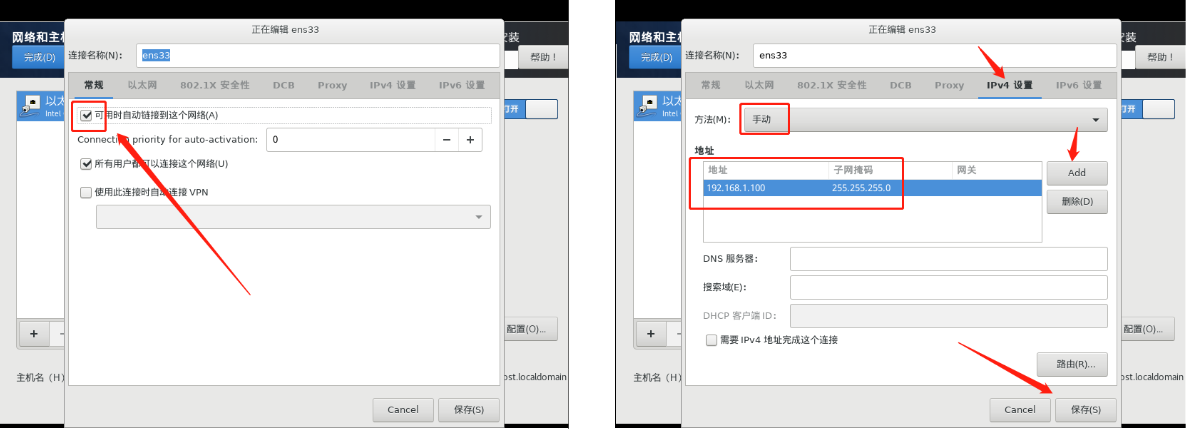 正在编辑 ens33
网络和主机
安装
完成(D)
帮助！
连接名称(N)：
ens33
常规
以太网
802.1X 安全性
DCB
Proxy
IPv4 设置
IPv6 设置
以太
Intel
打开
可用时自动链接到这个网络(A)
Connection priority for auto-activation:
0
所有用户都可以连接这个网络(U)
使用此连接时自动连接 VPN
配置(O)...
主机名（H）
ost.localdomain
Cancel
保存(S)
正在编辑 ens33
网络和主机
安装
完成(D)
帮助！
连接名称(N)：
ens33
常规
以太网
802.1X 安全性
DCB
Proxy
IPv4 设置
IPv6 设置
以太
Intel
打开
方法(M)：
手动
地址
地址
子网掩码
网关
192.168.1.100
255.255.255.0
Add
删除(D)
DNS 服务器：
搜索域(E)：
DHCP 客户端 ID：
需要 IPv4 地址完成这个连接
配置(O)...
路由(R)...
主机名（H）
ost.localdomain
Cancel
保存(S)